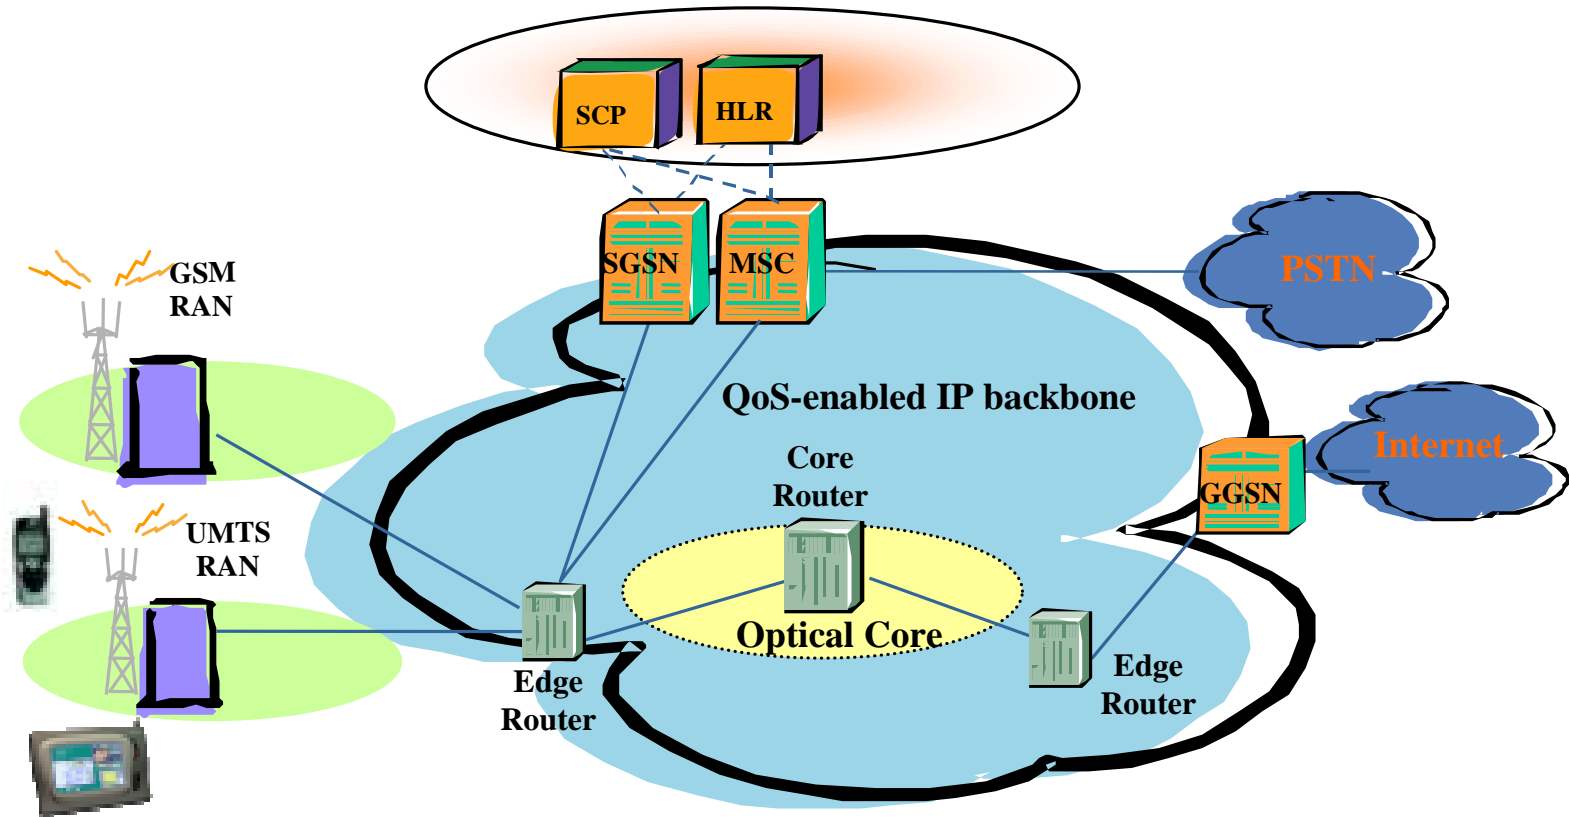 SCP
HLR
GSM
RAN
SGSN
MSC
PSTN
QoS-enabled IP backbone
Internet
Core
Router
GGSN
UMTS
RAN
Optical Core
Edge
Router
Edge
Router